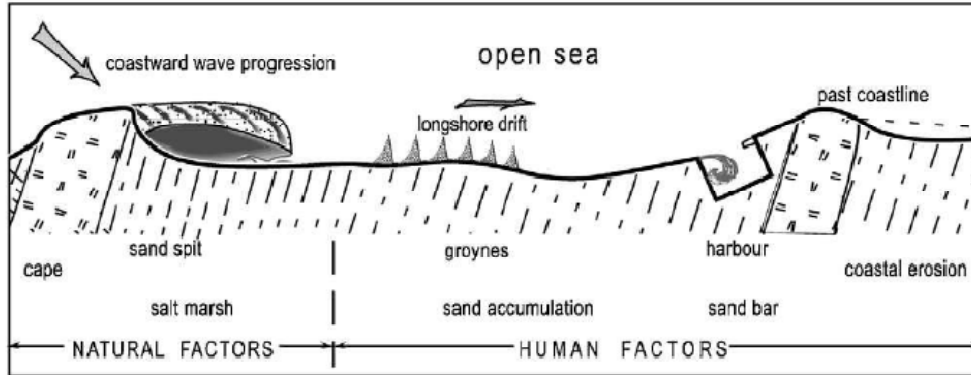 open sea
coastward wave progression
past coastline
longshore drift
sand spit
groynes
harbour
cape
coastal erosion
salt marsh
sand accumulation
sand bar
NATURAL FACTORS
HUMAN FACTORS